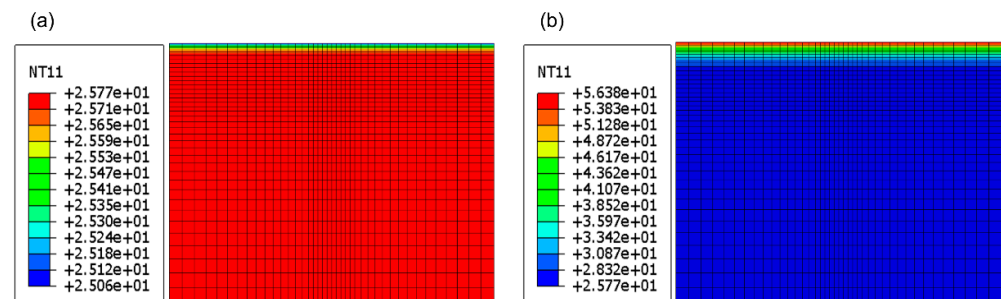 (a)
NT11
+2.577e+01
+2.571e+01
+2.565e+01
+2.559e+01
+2.553e+01
+2.547e+01
+2.541e+01
+2.535e+01
+2.530e+01
+2.524e+01
+2.518e+01
+2.512e+01
+2.506e+01
(b)
NT11
+5.638e+01
+5.383e+01
+5.128e+01
+4.872e+01
+4.617e+01
+4.362e+01
+4.107e+01
+3.852e+01
+3.597e+01
+3.342e+01
+3.087e+01
+2.832e+01
+2.577e+01